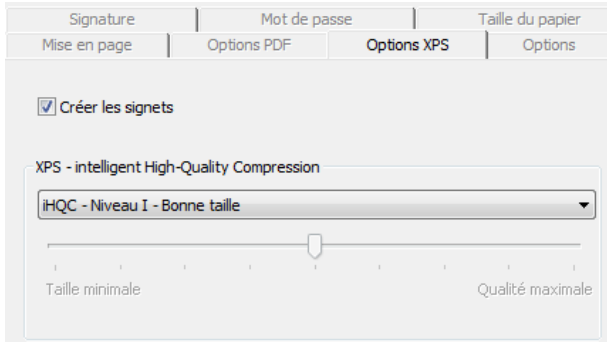 Signature Mot de passe Taille du papier
Mise en page Options PDF Options XPS Options
Créer les signets
XPS - intelligent High-Quality Compression
iHQC - Niveau I - Bonne taille
Taille minimale Qualité maximale